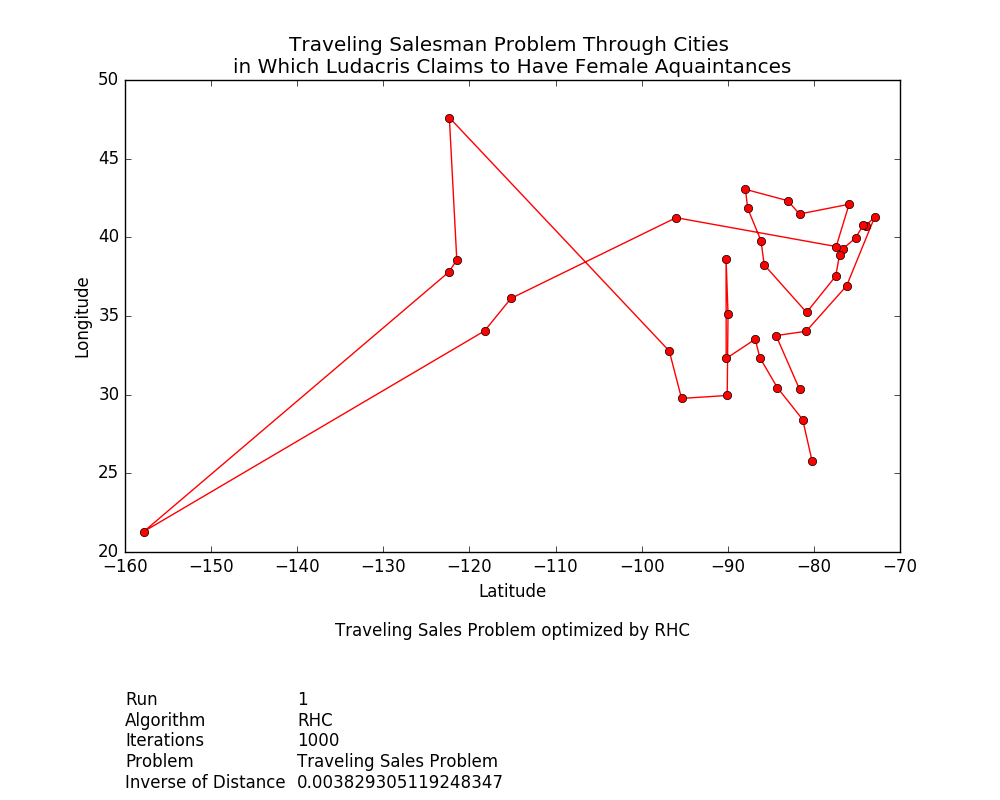 Traveling Salesman Problem Through Cities
in Which Ludacris Claims to Have Female Aquaintances
50
45
40
35
30
25
20
Longitude
−160 −150 −140 −130 −120 −110 −100 −90 −80 −70
Latitude
Traveling Sales Problem optimized by RHC
Run 1
Algorithm RHC
Iterations 1000
Problem Traveling Sales Problem
Inverse of Distance 0.003829305119248347